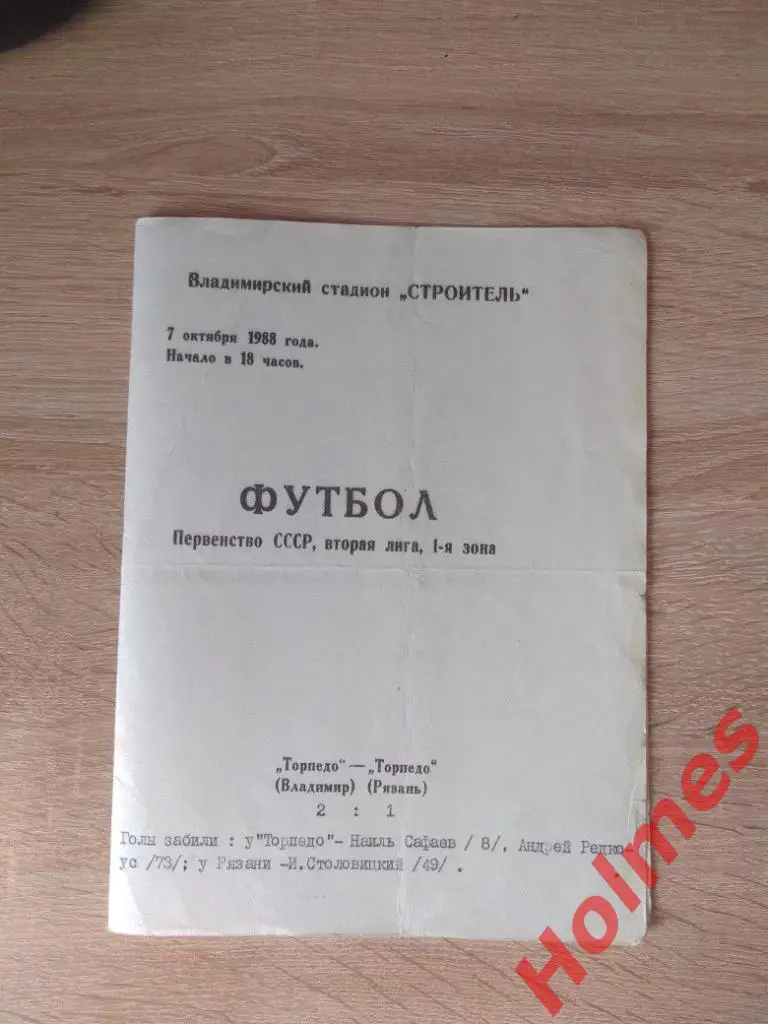 Владимирский стадион „СТРОИТЕЛЬ"
7 октября 1988 года.
Начало в 18 часов.
ФУТБОЛ
Первенство СССР, вторая лига, 1-я зона
„Торпедо" — „Торпедо"
(Владимир) (Рязань)
2 : 1
Голы забили : у "Торпедо" - Наиль Сафаев / 8/, Андрей Редко-
ус /73/; у Рязани -И.Столовицкий /49/ .
Holmes